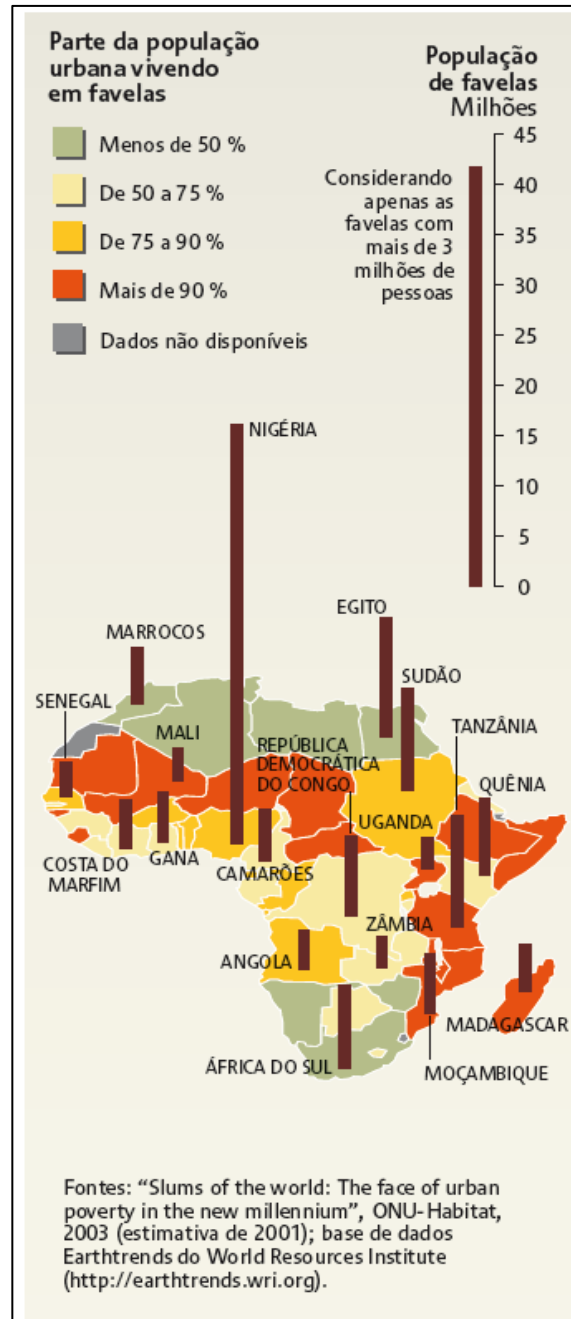 Parte da população
urbana vivendo
em favelas
Menos de 50 %
De 50 a 75 %
De 75 a 90 %
Mais de 90 %
Dados não disponíveis
População
de favelas
Milhões
45
40
35
30
25
20
15
10
5
0
Considerando
apenas as
favelas com
mais de 3
milhões de
pessoas
NIGÉRIA
EGITO
MARROCOS
SUDÃO
SENEGAL
MALI
REPÚBLICA
DEMOCRÁTICA
DO CONGO
TANZÂNIA
QUÊNIA
UGANDA
COSTA DO
MARFIM
GANA
CAMARÕES
ZÂMBIA
ANGOLA
MADAGASCAR
ÁFRICA DO SUL
MOÇAMBIQUE
Fontes: “Slums of the world: The face of urban
poverty in the new millennium”, ONU-Habitat,
2003 (estimativa de 2001); base de dados
Earthtrends do World Resources Institute
(http://earthtrends.wri.org).